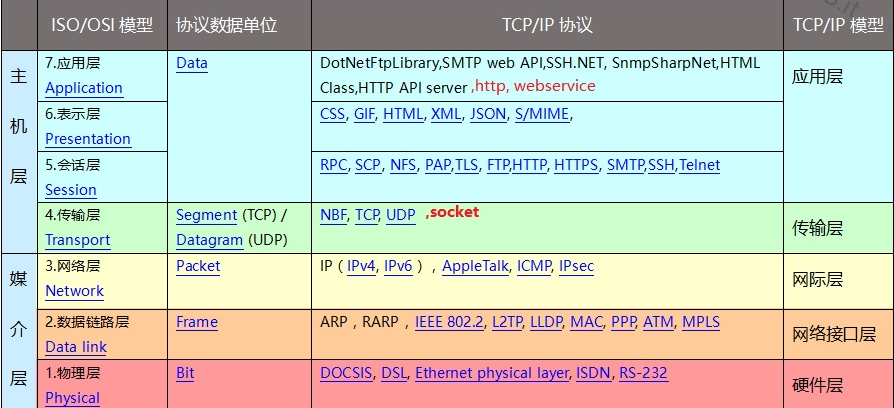 ISO/OSI 模型 协议数据单位 TCP/IP 协议 TCP/IP 模型
主机层
7.应用层 Data DotNetFtpLibrary,SMTP web API,SSH.NET, SnmpSharpNet,HTML 应用层
Application Class,HTTP API server ,http, webservice
6.表示层 CSS, GIF, HTML, XML, JSON, S/MIME,
Presentation
5.会话层 RPC, SCP, NFS, PAP,TLS, FTP,HTTP, HTTPS, SMTP,SSH,Telnet
Session
4.传输层 Segment (TCP) / NBF, TCP, UDP ,socket 传输层
Transport Datagram (UDP)
媒介层
3.网络层 Packet IP ( IPv4, IPv6 ) , AppleTalk, ICMP, IPsec 网际层
Network
2.数据链路层 Frame ARP , RARP , IEEE 802.2, L2TP, LLDP, MAC, PPP, ATM, MPLS 网络接口层
Data link
1.物理层 Bit DOCSIS, DSL, Ethernet physical layer, ISDN, RS-232 硬件层
Physical